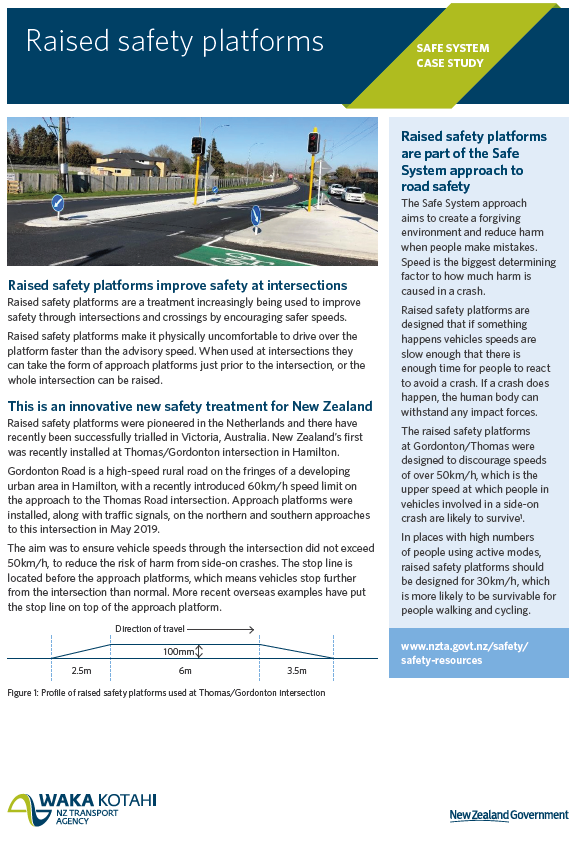 Raised safety platforms
SAFE SYSTEM
CASE STUDY
Raised safety platforms improve safety at intersections
Raised safety platforms are a treatment increasingly being used to improve
safety through intersections and crossings by encouraging safer speeds.
Raised safety platforms make it physically uncomfortable to drive over the
platform faster than the advisory speed. When used at intersections they
can take the form of approach platforms just prior to the intersection, or the
whole intersection can be raised.
This is an innovative new safety treatment for New Zealand
Raised safety platforms were pioneered in the Netherlands and there have
recently been successfully trialled in Victoria, Australia. New Zealand's first
was recently installed at Thomas/Gordonton intersection in Hamilton.
Gordonton Road is a high-speed rural road on the fringes of a developing
urban area in Hamilton, with a recently introduced 60km/h speed limit on
the approach to the Thomas Road intersection. Approach platforms were
installed, along with traffic signals, on the northern and southern approaches
to this intersection in May 2019.
The aim was to ensure vehicle speeds through the intersection did not exceed
50km/h, to reduce the risk of harm from side-on crashes. The stop line is
located before the approach platforms, which means vehicles stop further
from the intersection than normal. More recent overseas examples have put
the stop line on top of the approach platform.
Direction of travel
100mm
2.5m 6m 3.5m
Figure 1: Profile of raised safety platforms used at Thomas/Gordonton intersection
Raised safety platforms
are part of the Safe
System approach to
road safety
The Safe System approach
aims to create a forgiving
environment and reduce harm
when people make mistakes.
Speed is the biggest determining
factor to how much harm is
caused in a crash.
Raised safety platforms are
designed that if something
happens vehicles speeds are
slow enough that there is
enough time for people to react
to avoid a crash. If a crash does
happen, the human body can
withstand any impact forces.
The raised safety platforms
at Gordonton/Thomas were
designed to discourage speeds
of over 50km/h, which is the
upper speed at which people in
vehicles involved in a side-on
crash are likely to survive¹.
In places with high numbers
of people using active modes,
raised safety platforms should
be designed for 30km/h, which
is more likely to be survivable for
people walking and cycling.
www.nzta.govt.nz/safety/
safety-resources
WAKA KOTAHI
NZ TRANSPORT
AGENCY
New Zealand Government